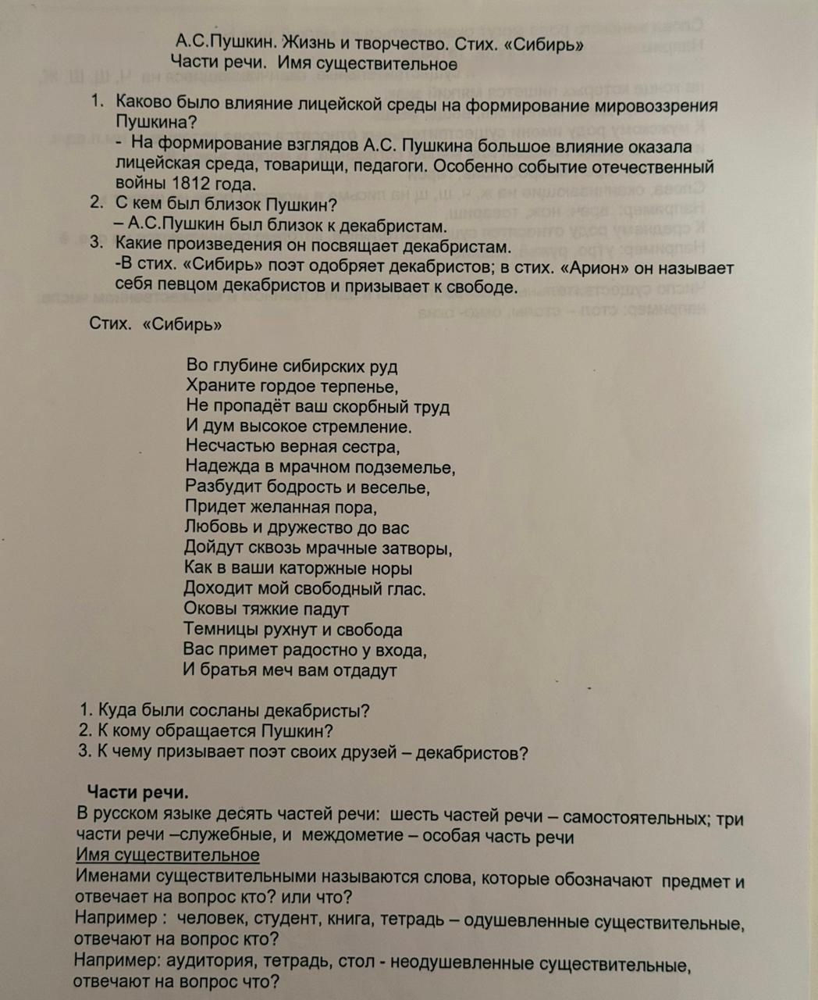 А.С.Пушкин. Жизнь и творчество. Стих. «Сибирь»
Части речи. Имя существительное
1. Каково было влияние лицейской среды на формирование мировоззрения
Пушкина?
- На формирование взглядов А.С. Пушкина большое влияние оказала
лицейская среда, товарищи, педагоги. Особенно событие отечественный
войны 1812 года.
2. С кем был близок Пушкин?
– А.С.Пушкин был близок к декабристам.
3. Какие произведения он посвящает декабристам.
-В стих. «Сибирь» поэт одобряет декабристов; в стих. «Арион» он называет
себя певцом декабристов и призывает к свободе.
Стих. «Сибирь»
Во глубине сибирских руд
Храните гордое терпенье,
Не пропадёт ваш скорбный труд
И дум высокое стремление.
Несчастью верная сестра,
Надежда в мрачном подземелье,
Разбудит бодрость и веселье,
Придет желанная пора,
Любовь и дружество до вас
Дойдут сквозь мрачные затворы,
Как в ваши каторжные норы
Доходит мой свободный глас.
Оковы тяжкие падут
Темницы рухнут и свобода
Вас примет радостно у входа,
И братья меч вам отдадут
1. Куда были сосланы декабристы?
2. К кому обращается Пушкин?
3. К чему призывает поэт своих друзей – декабристов?
Части речи.
В русском языке десять частей речи: шесть частей речи – самостоятельных; три
части речи –служебные, и междометие – особая часть речи
Имя существительное
Именами существительными называются слова, которые обозначают предмет и
отвечает на вопрос кто? или что?
Например : человек, студент, книга, тетрадь – одушевленные существительные,
отвечают на вопрос кто?
Например: аудитория, тетрадь, стол - неодушевленные существительные,
отвечают на вопрос что?